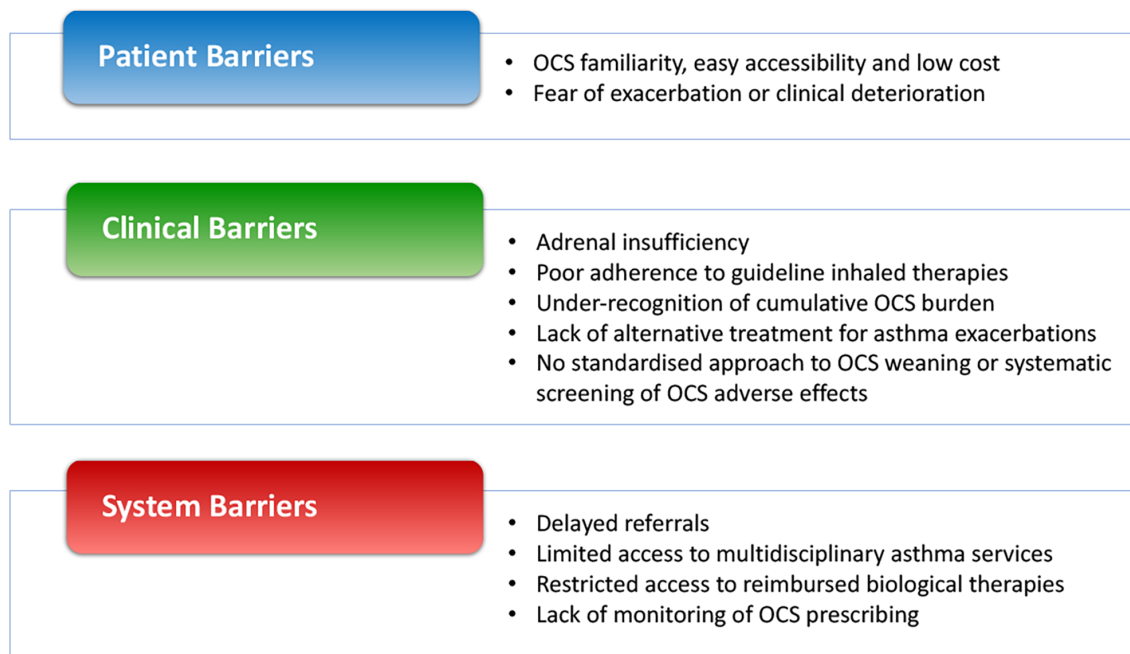 Patient Barriers
• OCS familiarity, easy accessibility and low cost
• Fear of exacerbation or clinical deterioration
Clinical Barriers
• Adrenal insufficiency
• Poor adherence to guideline inhaled therapies
• Under-recognition of cumulative OCS burden
• Lack of alternative treatment for asthma exacerbations
• No standardised approach to OCS weaning or systematic
screening of OCS adverse effects
System Barriers
• Delayed referrals
• Limited access to multidisciplinary asthma services
• Restricted access to reimbursed biological therapies
• Lack of monitoring of OCS prescribing